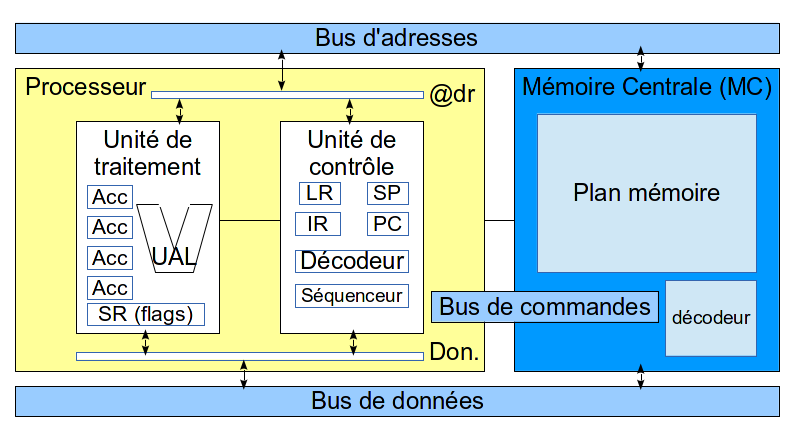 Bus d'adresses
Processeur
@dr
Mémoire Centrale (MC)
Unité de
traitement
Acc
Acc
Acc
Acc
UAL
SR (flags)
Unité de
contrôle
LR
SP
IR
PC
Décodeur
Séquenceur
Plan mémoire
Bus de commandes
décodeur
Don.
Bus de données